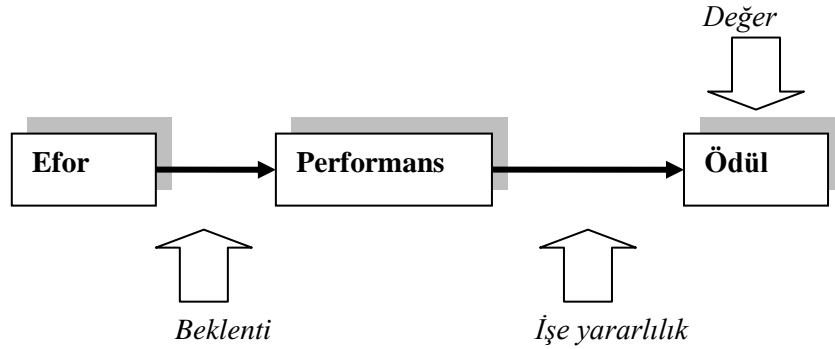 Değer
Efor
Performans
Ödül
Beklenti
İşe yararlılık